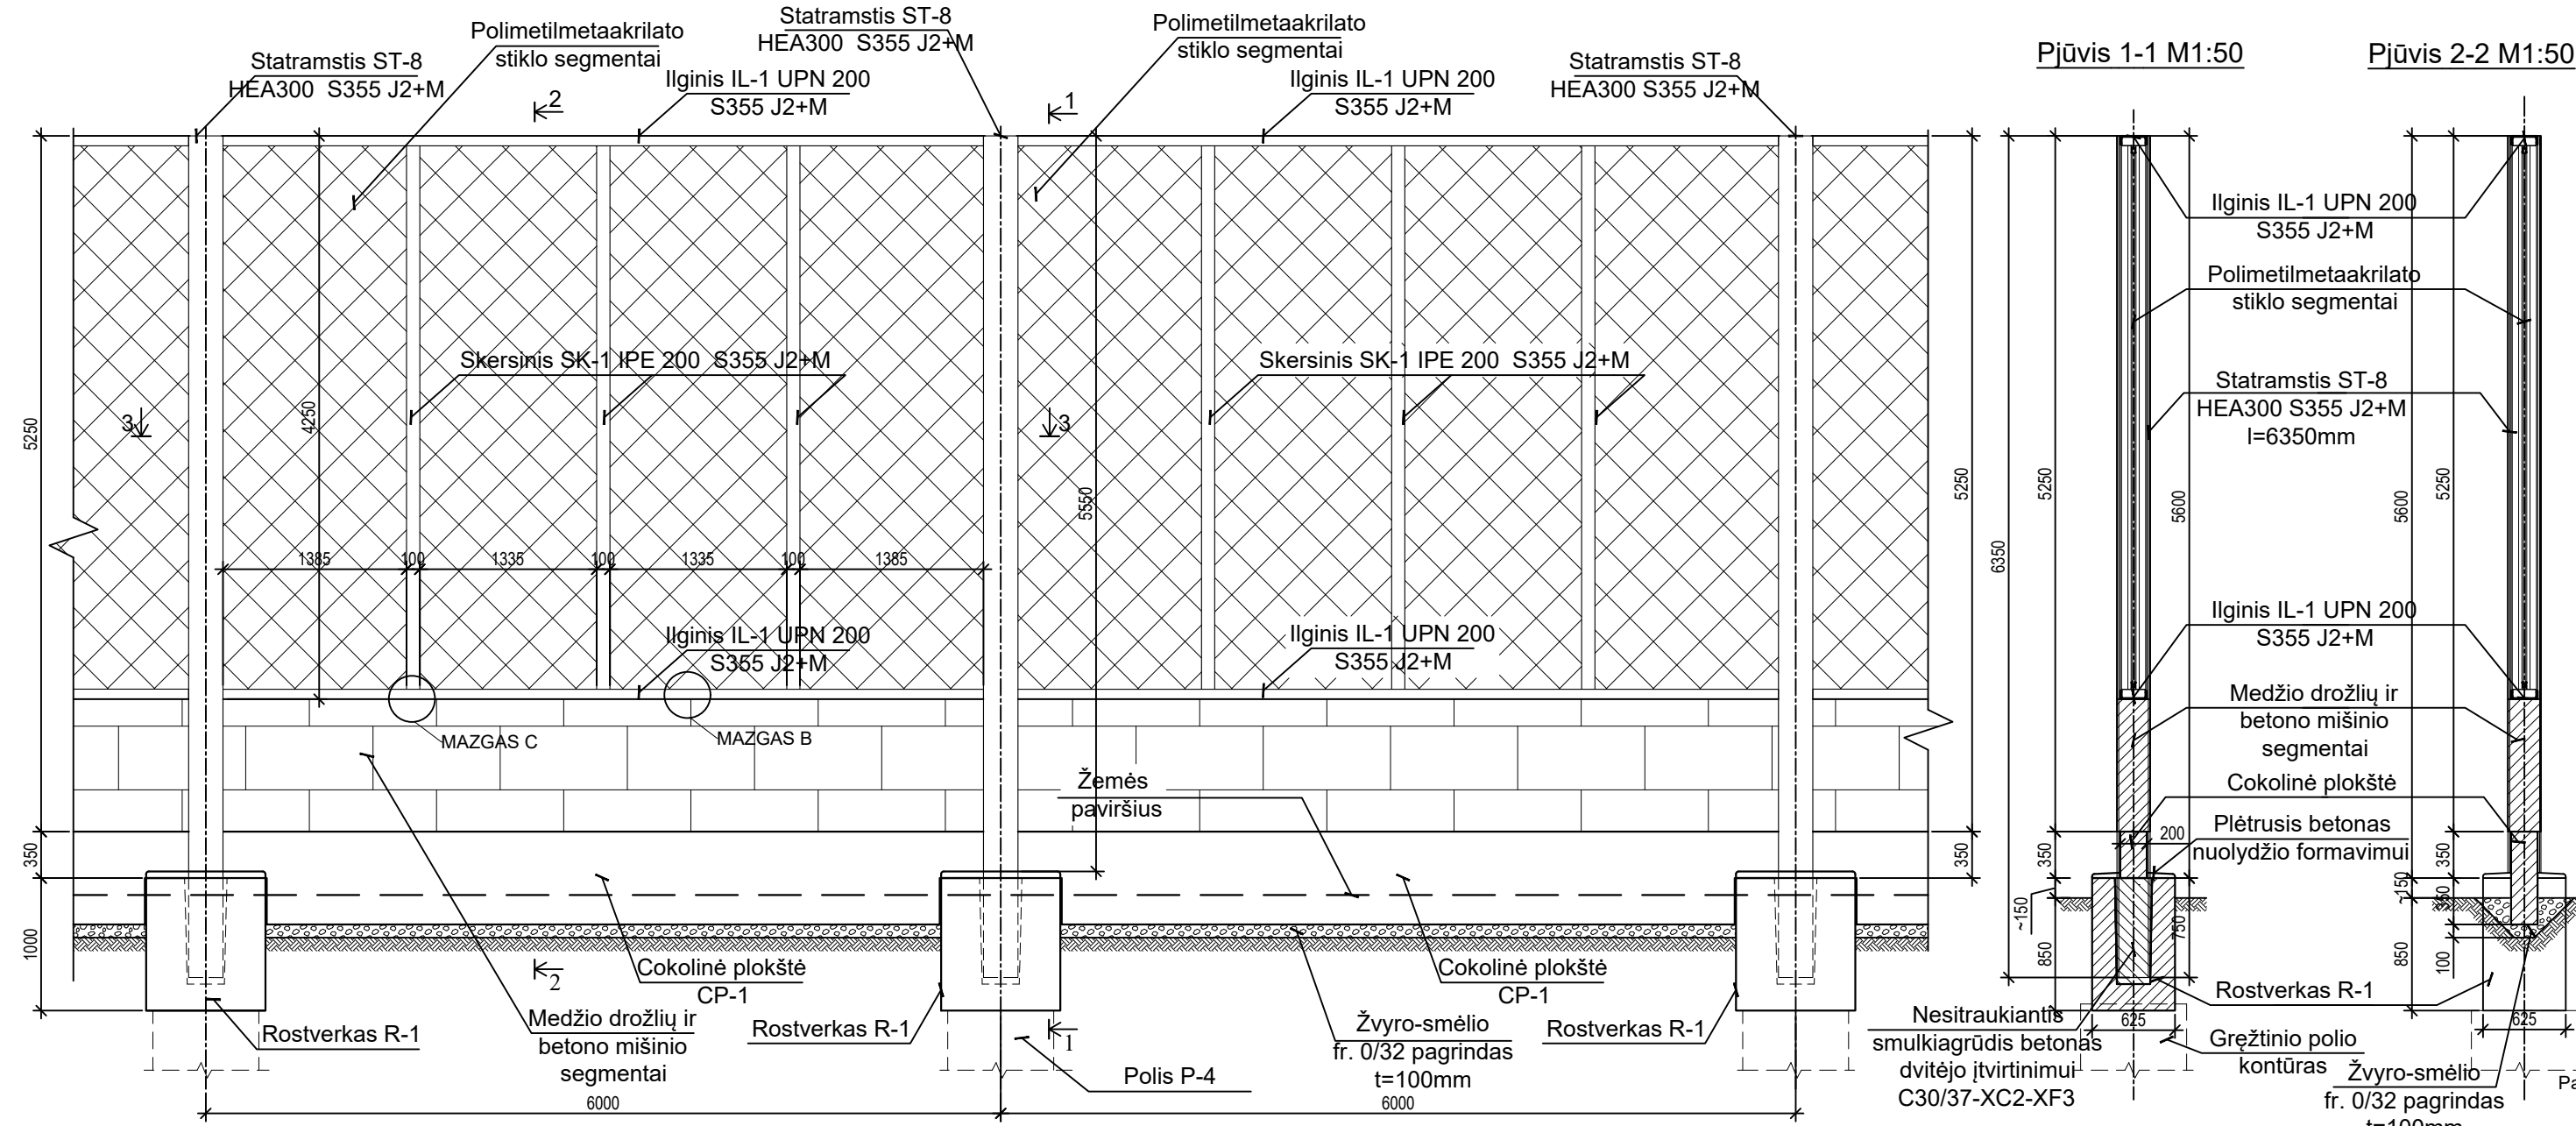 Statramstis ST-8
HEA300 S355 J2+M
Polimetilmetaakrilato
stiklo segmentai
Ilginis IL-1 UPN 200
S355 J2+M
Statramstis ST-8
HEA300 S355 J2+M
Polimetilmetaakrilato
stiklo segmentai
Ilginis IL-1 UPN 200
S355 J2+M
Statramstis ST-8
HEA300 S355 J2+M
Pjūvis 1-1 M1:50
Pjūvis 2-2 M1:50
2
1
Skersinis SK-1 IPE 200 S355 J2+M
Skersinis SK-1 IPE 200 S355 J2+M
3
3
5250
4250
5550
5250
350
350
1000
1385
100
1335
100
1335
100
1385
Ilginis IL-1 UPN 200
S355 J2+M
Ilginis IL-1 UPN 200
S355 J2+M
MAZGAS C
MAZGAS B
Žemės
paviršius
Cokolinė plokštė
CP-1
Cokolinė plokštė
CP-1
2
1
Rostverkas R-1
Medžio drožlių ir
betono mišinio
segmentai
Rostverkas R-1
Polis P-4
Žvyro-smėlio
fr. 0/32 pagrindas
t=100mm
Rostverkas R-1
6000
6000
Ilginis IL-1 UPN 200
S355 J2+M
Polimetilmetaakrilato
stiklo segmentai
Statramstis ST-8
HEA300 S355 J2+M
l=6350mm
Ilginis IL-1 UPN 200
S355 J2+M
Medžio drožlių ir
betono mišinio
segmentai
Cokolinė plokštė
Plėtrusis betonas
nuolydžio formavimui
Rostverkas R-1
Gręžtinio polio
kontūras
Nesitraukiantis
smulkiagrūdis betonas
dvitėjo įtvirtinimui
C30/37-XC2-XF3
Žvyro-smėlio
fr. 0/32 pagrindas
t=100mm
6350
5250
5600
350
~150
850
750
200
625
5600
5250
350
~150
350
850
100
625
Pa